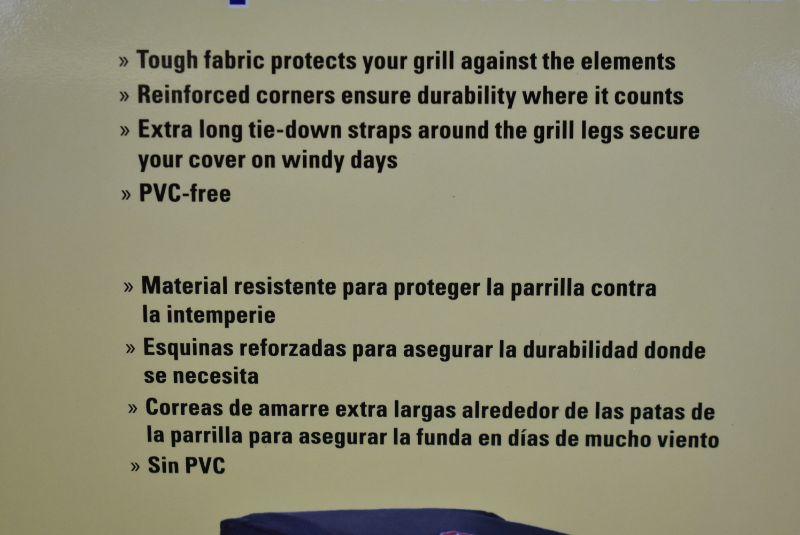 » Tough fabric protects your grill against the elements
» Reinforced corners ensure durability where it counts
» Extra long tie-down straps around the grill legs secure
your cover on windy days
» PVC-free
» Material resistente para proteger la parrilla contra
la intemperie
» Esquinas reforzadas para asegurar la durabilidad donde
se necesita
» Correas de amarre extra largas alrededor de las patas de
la parrilla para asegurar la funda en días de mucho viento
» Sin PVC